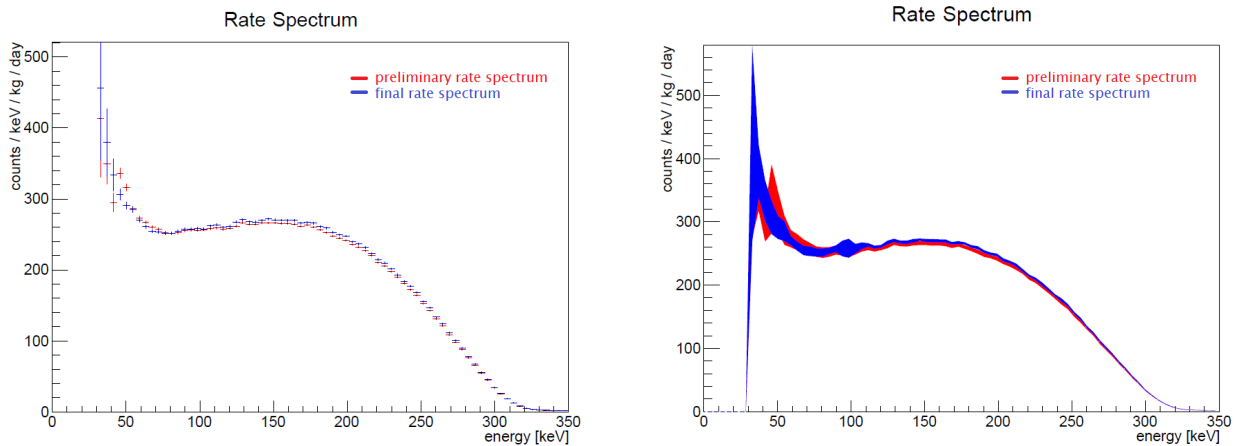 Rate Spectrum
counts / keV / kg / day
500
400
300
200
100
0
preliminary rate spectrum
final rate spectrum
0
50
100
150
200
250
300
350
energy [keV]
Rate Spectrum
counts / keV / kg / day
500
400
300
200
100
0
preliminary rate spectrum
final rate spectrum
0
50
100
150
200
250
300
350
energy [keV]